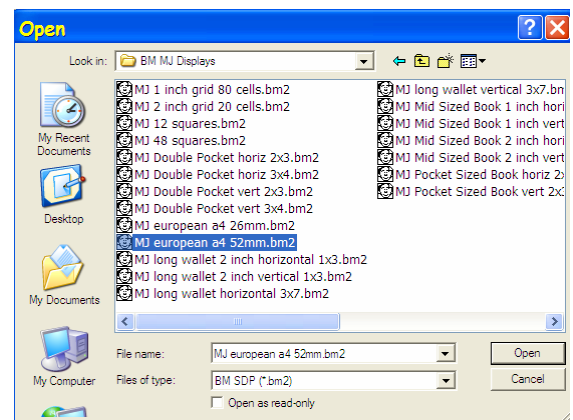 Open
Look in:
BM MJ Displays
My Recent
Documents
Desktop
My Documents
My Computer
MJ 1 inch grid 80 cells.bm2
MJ 2 inch grid 20 cells.bm2
MJ 12 squares.bm2
MJ 48 squares.bm2
MJ Double Pocket horiz 2x3.bm2
MJ Double Pocket horiz 3x4.bm2
MJ Double Pocket vert 2x3.bm2
MJ Double Pocket vert 3x4.bm2
MJ european a4 26mm.bm2
MJ european a4 52mm.bm2
MJ long wallet 2 inch horizontal 1x3.bm2
MJ long wallet 2 inch vertical 1x3.bm2
MJ long wallet horizontal 3x7.bm2
MJ long wallet vertical 3x7.bm
MJ Mid Sized Book 1 inch hori
MJ Mid Sized Book 1 inch vert
MJ Mid Sized Book 2 inch hori
MJ Mid Sized Book 2 inch vert
MJ Pocket Sized Book horiz 2x
MJ Pocket Sized Book vert 2x3
File name:
MJ european a4 52mm.bm2
Open
Files of type:
BM SDP (*.bm2)
Cancel
Open as read-only